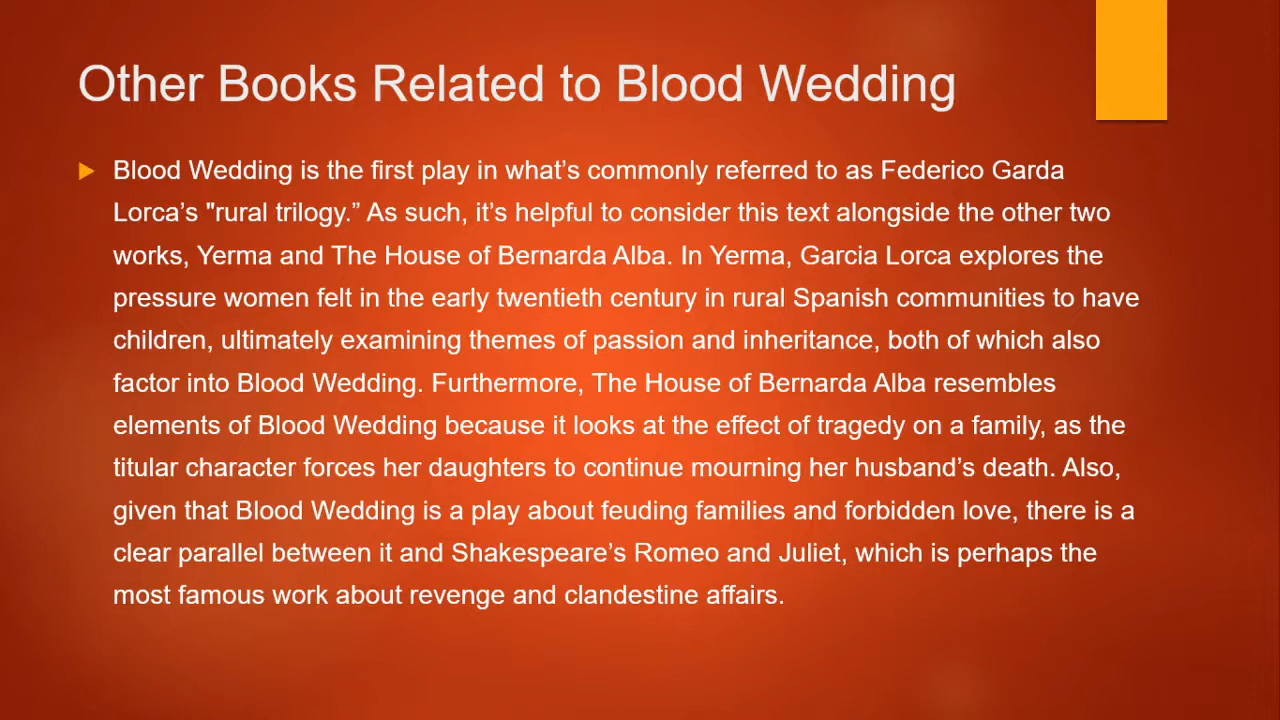 Other Books Related to Blood Wedding
Blood Wedding is the first play in what’s commonly referred to as Federico Garda
Lorca’s "rural trilogy.” As such, it’s helpful to consider this text alongside the other two
works, Yerma and The House of Bernarda Alba. In Yerma, Garcia Lorca explores the
pressure women felt in the early twentieth century in rural Spanish communities to have
children, ultimately examining themes of passion and inheritance, both of which also
factor into Blood Wedding. Furthermore, The House of Bernarda Alba resembles
elements of Blood Wedding because it looks at the effect of tragedy on a family, as the
titular character forces her daughters to continue mourning her husband’s death. Also,
given that Blood Wedding is a play about feuding families and forbidden love, there is a
clear parallel between it and Shakespeare’s Romeo and Juliet, which is perhaps the
most famous work about revenge and clandestine affairs.